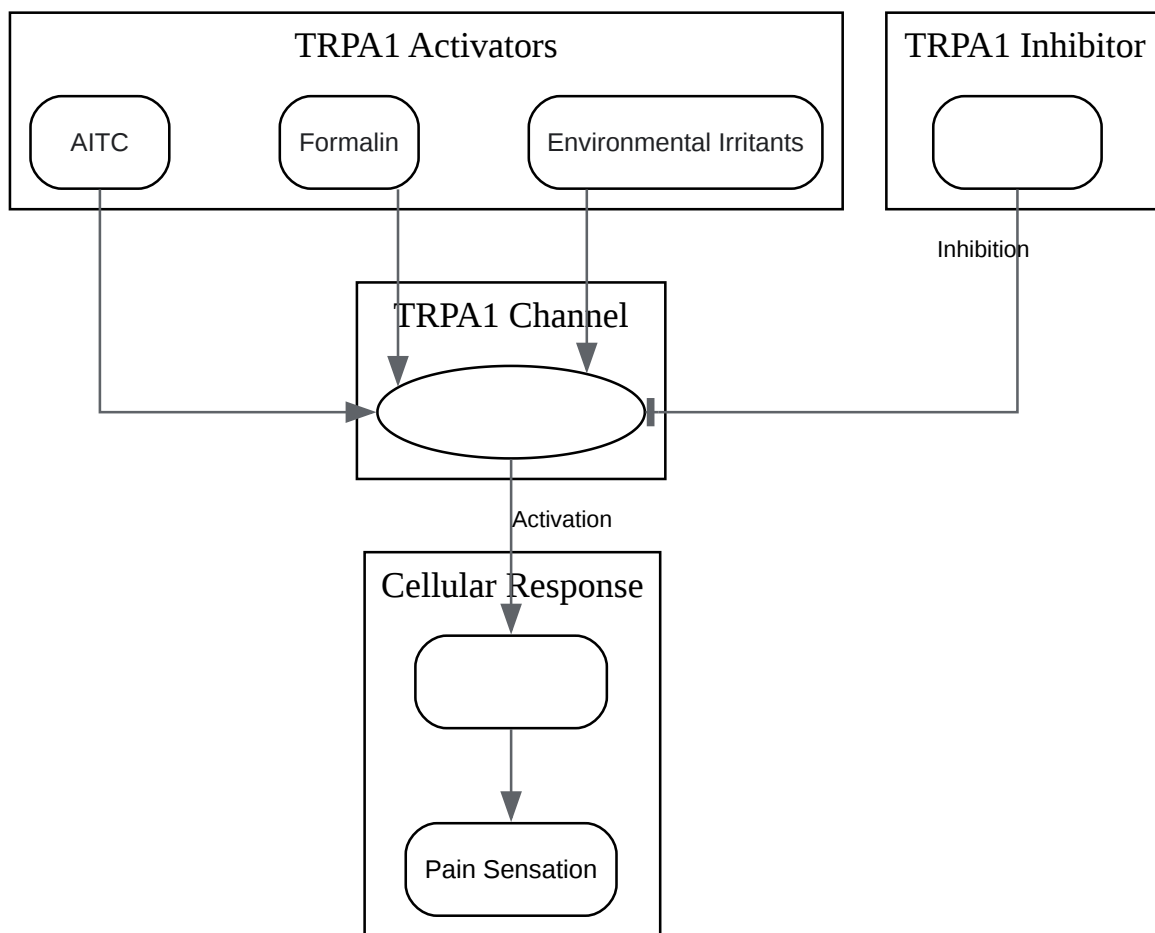 TRPA1 Activators
TRPA1 Inhibitor
AITC
Formalin
Environmental Irritants
Inhibition
TRPA1 Channel
Activation
Cellular Response
Pain Sensation